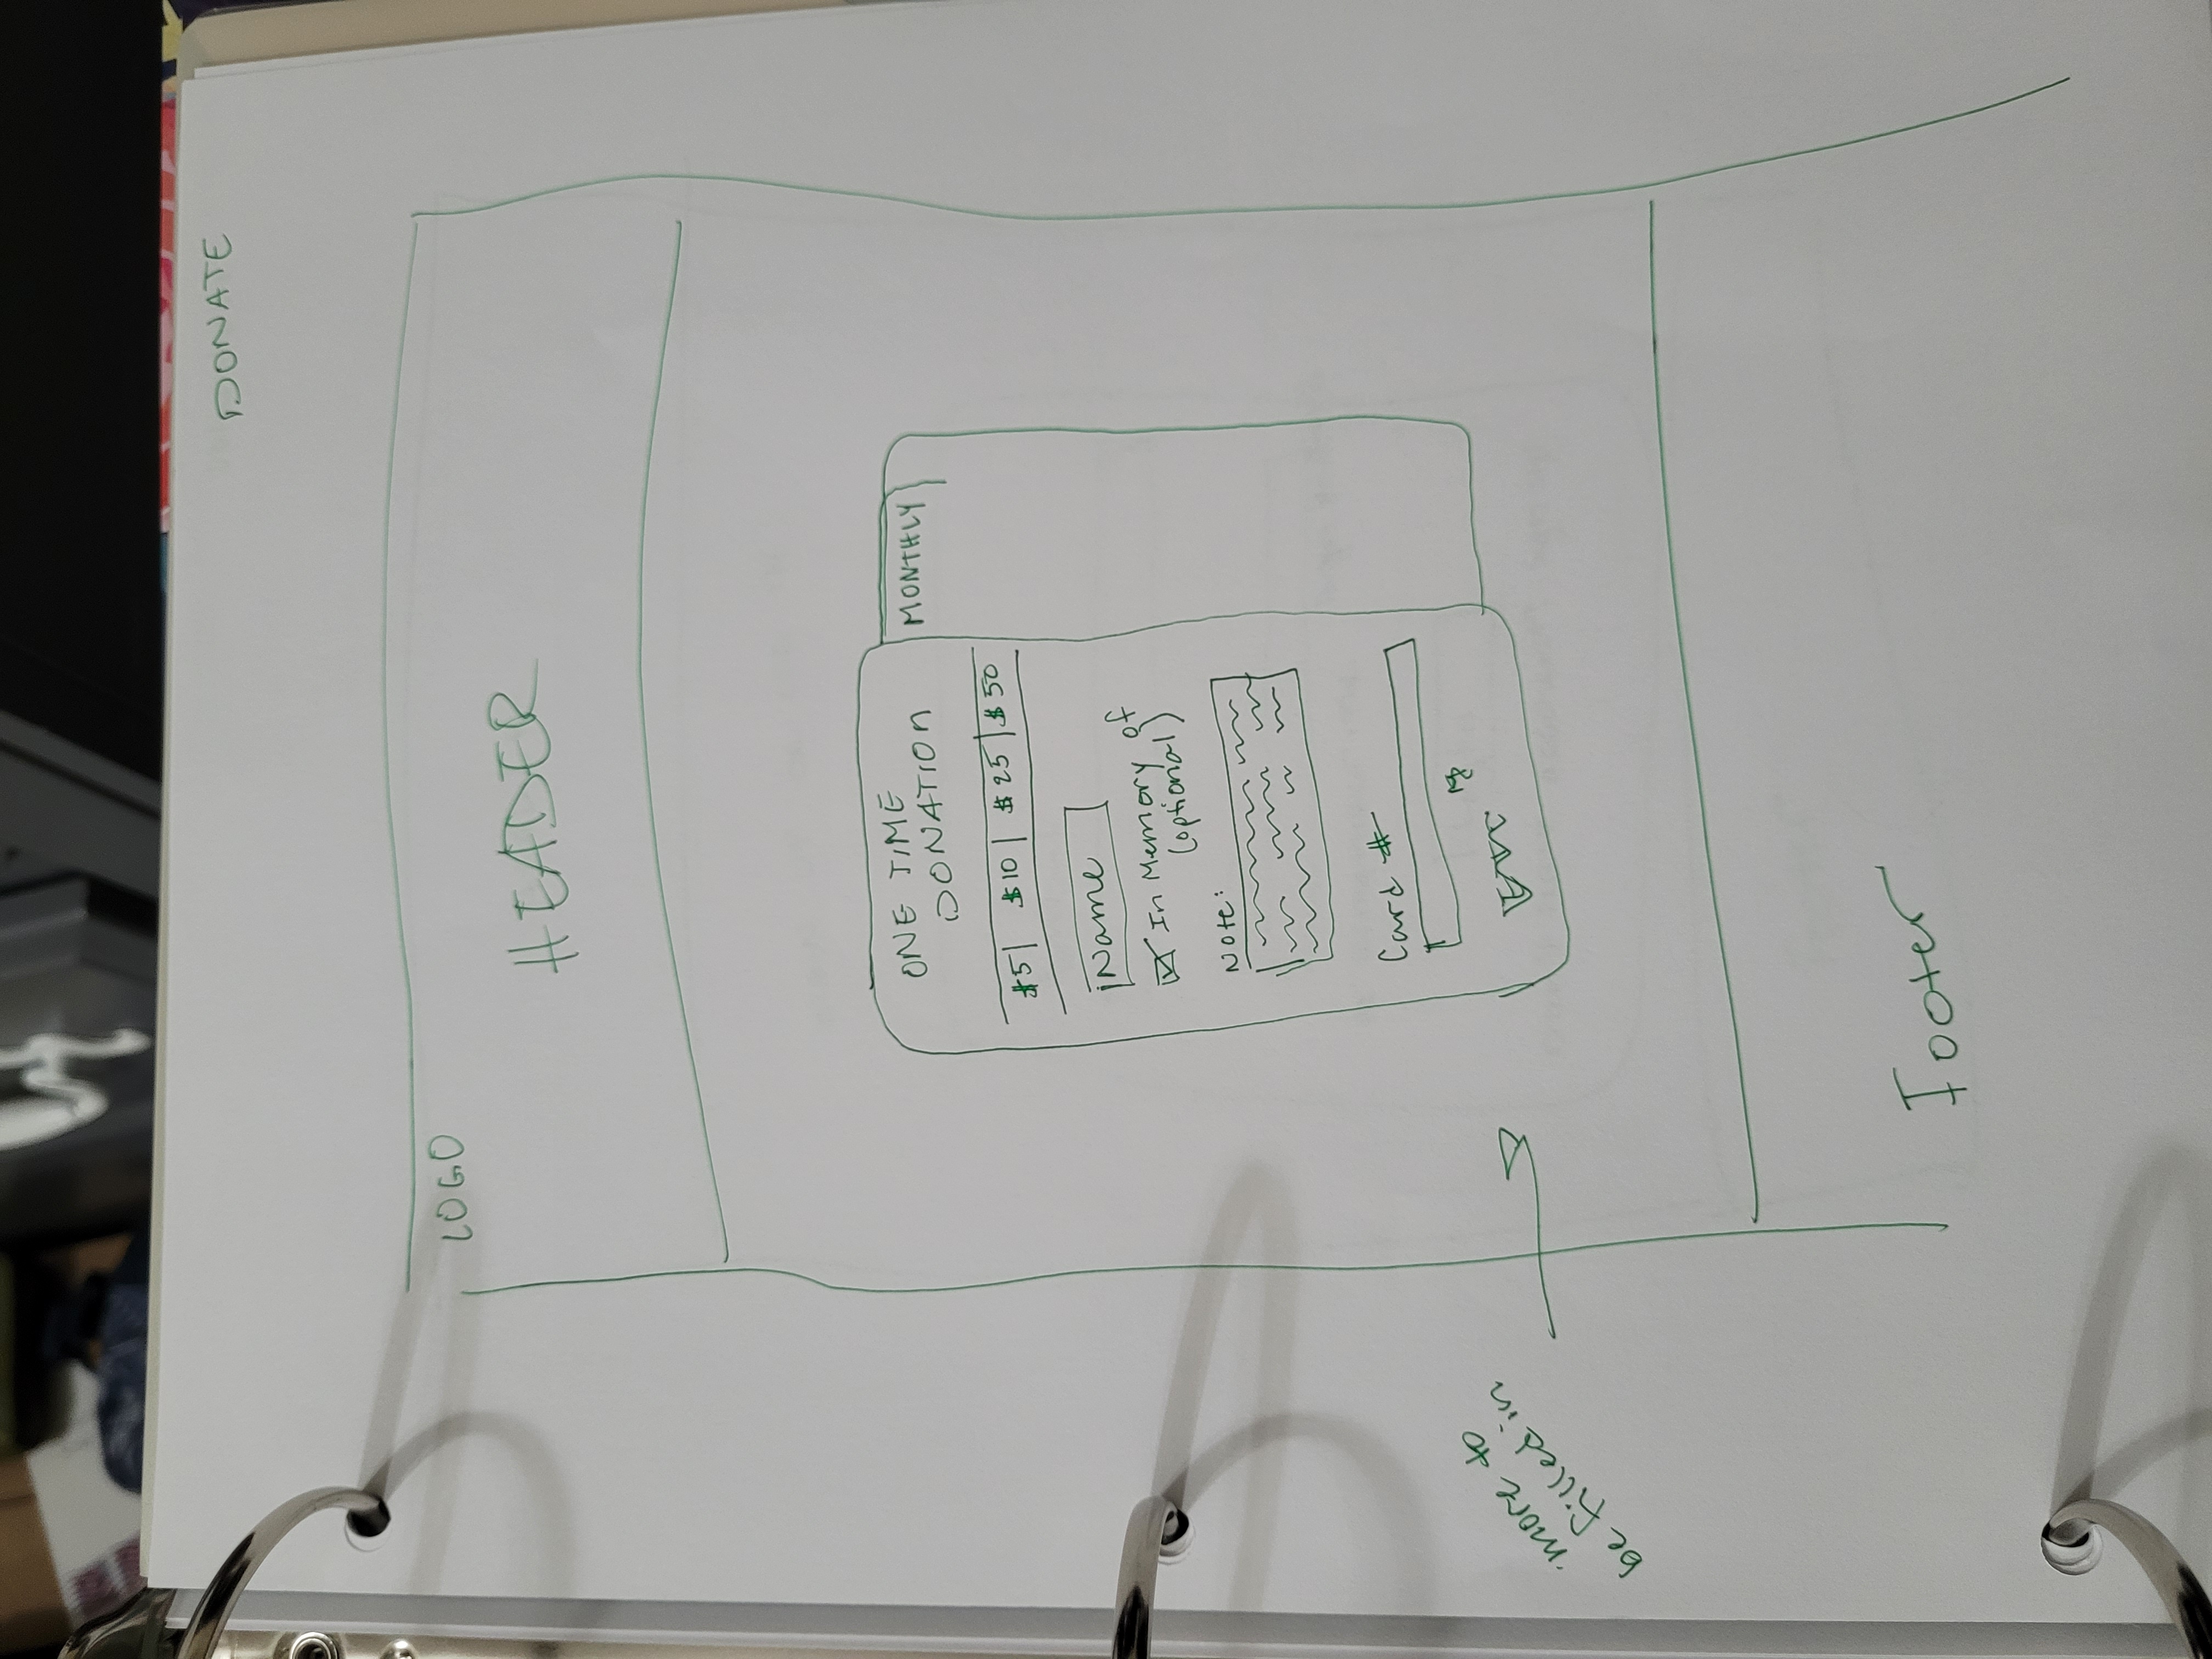 DONATE
LOGO
HEADER
ONE TIME
DONATION
MONTHLY
$5 | $10 | $25 | $50
Name
In Memory of
(optional)
Note:
Card #
more to
be filled in
Footer